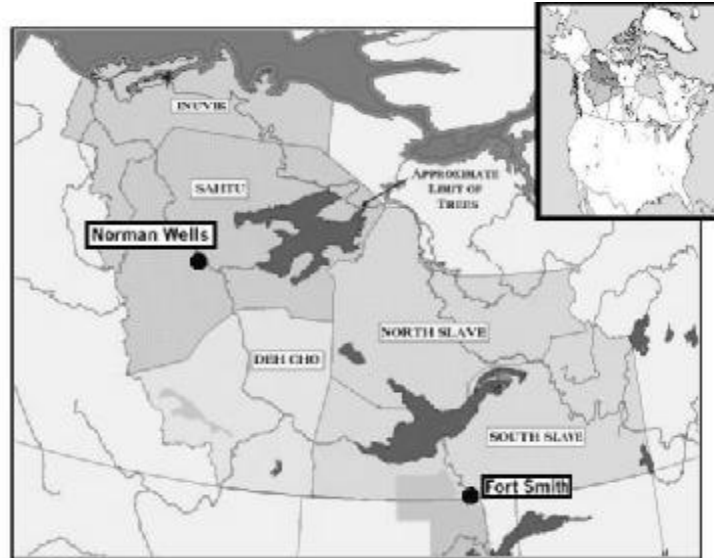 INUVIK
SAHTU
APPROXIMATE
LIMIT OF
TREES
Norman Wells
NORTH SLAVE
DEH CHO
SOUTH SLAVE
Fort Smith